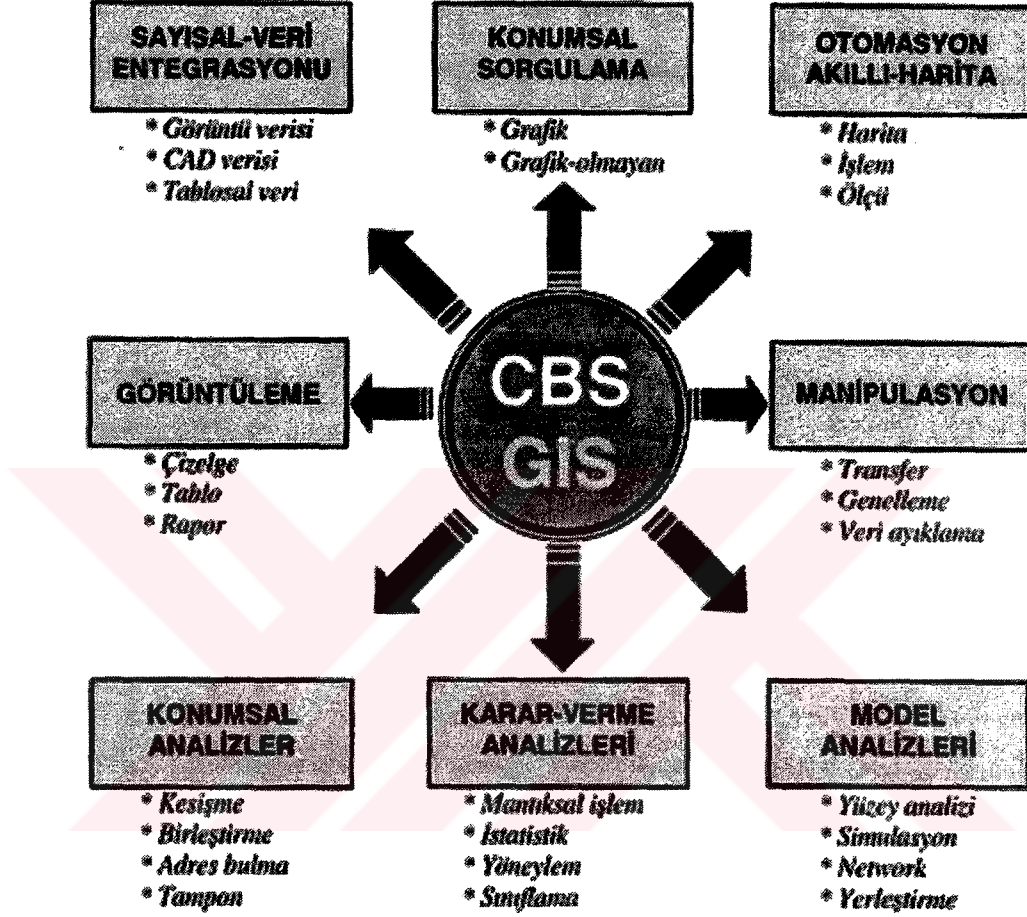 SAYISAL-VERİ
ENTEGRASYONU
* Görüntü verisi
* CAD verisi
* Tablosal veri
KONUMSAL
SORGULAMA
* Grafik
* Grafik-olmayan
OTOMASYON
AKILLI-HARİTA
* Harita
* İşlem
* Ölçü
GÖRÜNTÜLEME
* Çizelge
* Tablo
* Rapor
CBS
GIS
MANİPULASYON
* Transfer
* Genelleme
* Veri ayıklama
KONUMSAL
ANALİZLER
* Kesişme
* Birleştirme
* Adres bulma
* Tampon
KARAR-VERME
ANALİZLERİ
* Mantıksal işlem
* İstatistik
* Yöneylem
* Sınıflama
MODEL
ANALİZLERİ
* Yüzey analizi
* Simulasyon
* Network
* Yerleştirme